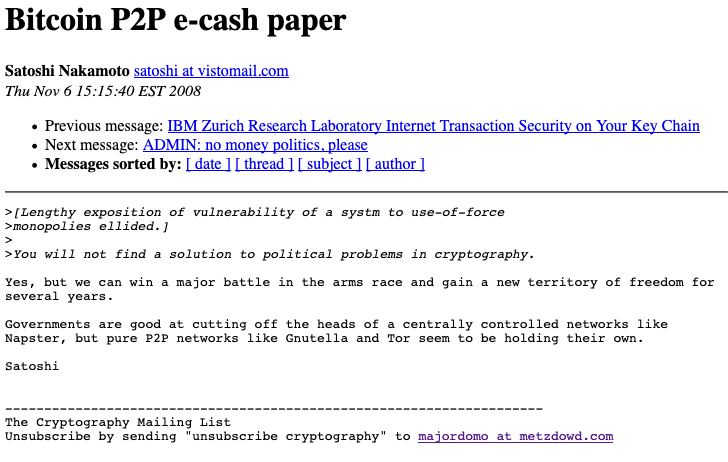 Bitcoin P2P e-cash paper
Satoshi Nakamoto satoshi at vistomail.com
Thu Nov 6 15:15:40 EST 2008
• Previous message: IBM Zurich Research Laboratory Internet Transaction Security on Your Key Chain
• Next message: ADMIN: no money politics, please
• Messages sorted by: [ date ] [ thread ] [ subject ] [ author ]
>[Lengthy exposition of vulnerability of a systm to use-of-force
>monopolies ellided.]
>
>You will not find a solution to political problems in cryptography.
Yes, but we can win a major battle in the arms race and gain a new territory of freedom for
several years.
Governments are good at cutting off the heads of a centrally controlled networks like
Napster, but pure P2P networks like Gnutella and Tor seem to be holding their own.
Satoshi
---------------------------------------------------------------------
The Cryptography Mailing List
Unsubscribe by sending "unsubscribe cryptography" to majordomo at metzdowd.com